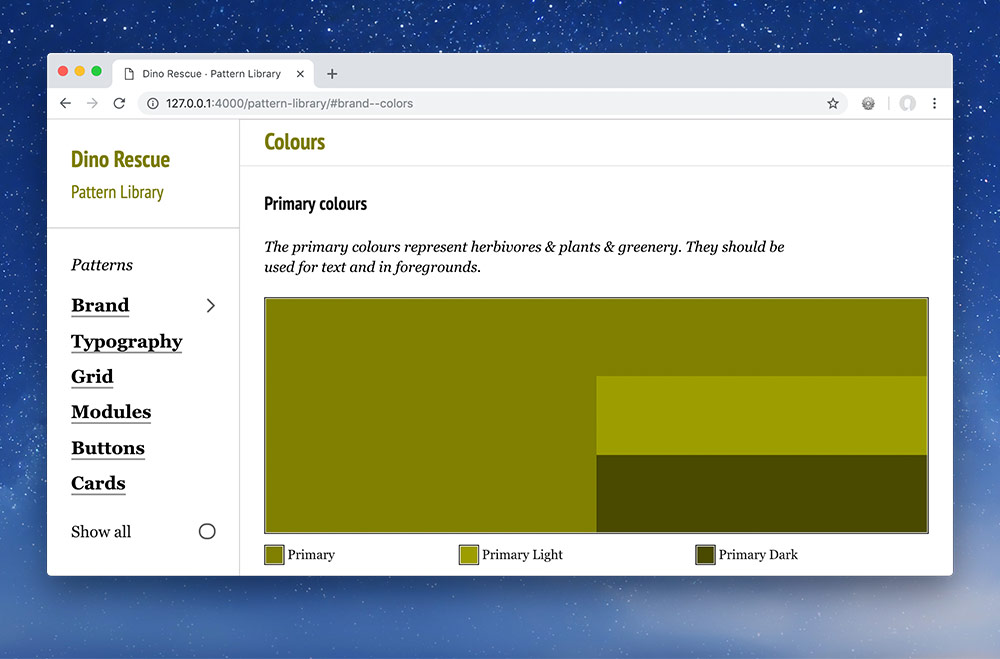 Dino Rescue · Pattern Library
127.0.0.1:4000/pattern-library/#brand--colors
Dino Rescue
Pattern Library
Patterns
Brand
Typography
Grid
Modules
Buttons
Cards
Show all
Colours
Primary colours
The primary colours represent herbivores & plants & greenery. They should be
used for text and in foregrounds.
Primary
Primary Light
Primary Dark